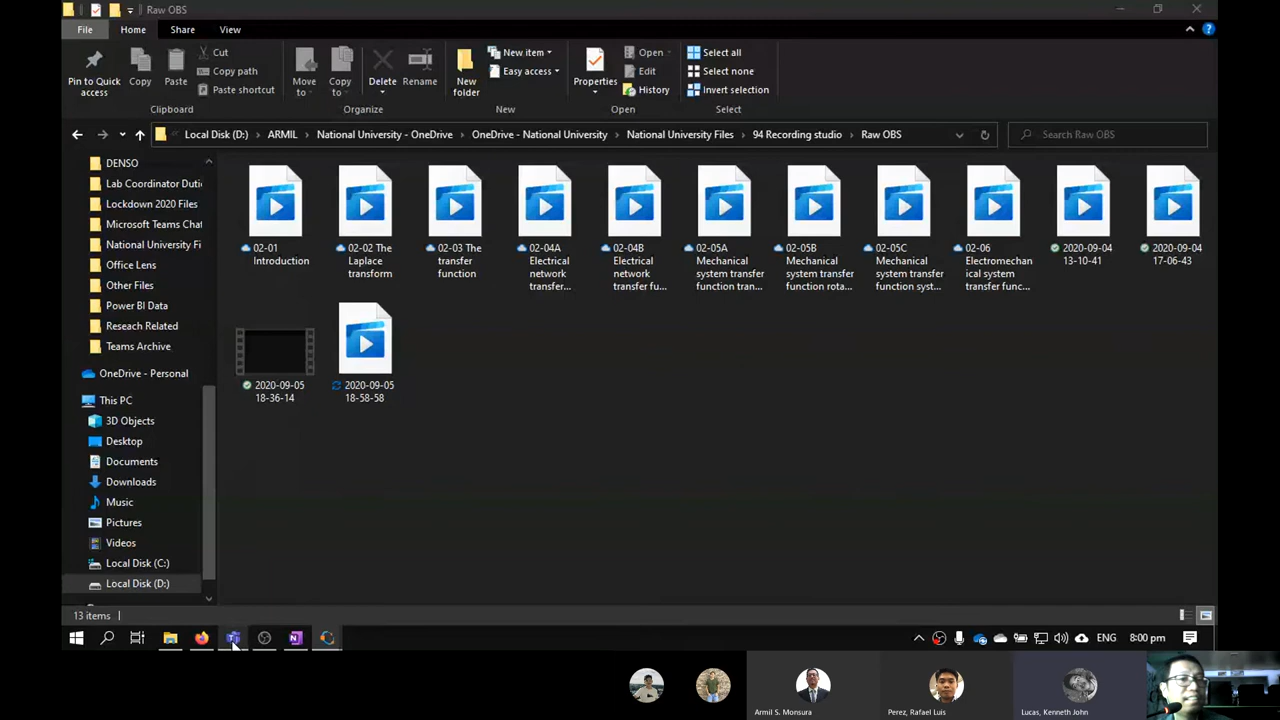 Raw OBS
File
Home
Share
View
Pin to Quick
access
Copy
Paste
Cut
Copy path
Paste shortcut
Clipboard
Move
to
Copy
to
Delete
Rename
Organize
New
folder
New item
Easy access
New
Properties
Open
Edit
History
Open
Select all
Select none
Invert selection
Select
Local Disk (D:)
ARMIL
National University - OneDrive
OneDrive - National University
National University Files
94 Recording studio
Raw OBS
Search Raw OBS
DENSO
Lab Coordinator Duti
Lockdown 2020 Files
Microsoft Teams Chat
National University Fi
Office Lens
Other Files
Power BI Data
Reseach Related
Teams Archive
OneDrive - Personal
This PC
3D Objects
Desktop
Documents
Downloads
Music
Pictures
Videos
Local Disk (C:)
Local Disk (D:)
02-01
Introduction
02-02 The
Laplace
transform
02-03 The
transfer
function
02-04A
Electrical
network
transfer...
02-04B
Electrical
network
transfer fu...
02-05A
Mechanical
system transfer
function tran...
02-05B
Mechanical
system transfer
function rota...
02-05C
Mechanical
system transfer
function syst...
02-06
Electromechan
ical system
transfer func...
2020-09-04
13-10-41
2020-09-04
17-06-43
2020-09-05
18-36-14
2020-09-05
18-58-58
13 items
ENG
8:00 pm
Armil S. Monsura
Perez, Rafael Luis
Lucas, Kenneth John